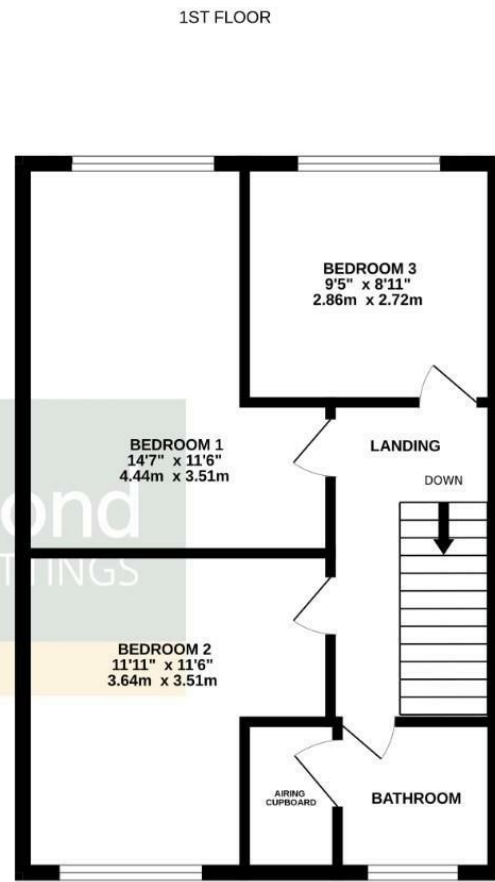 1ST FLOOR
BEDROOM 3
9'5" x 8'11"
2.86m x 2.72m
BEDROOM 1
14'7" x 11'6"
4.44m x 3.51m
LANDING
DOWN
ond
TTINGS
BEDROOM 2
11'11" x 11'6"
3.64m x 3.51m
AIRING
CUPBOARD
BATHROOM